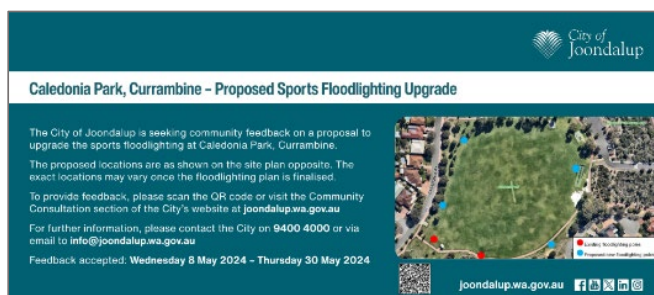 City of
Joondalup
Caledonia Park, Currambine – Proposed Sports Floodlighting Upgrade
The City of Joondalup is seeking community feedback on a proposal to
upgrade the sports floodlighting at Caledonia Park, Currambine.
The proposed locations are as shown on the site plan opposite. The
exact locations may vary once the floodlighting plan is finalised.
To provide feedback, please scan the QR code or visit the Community
Consultation section of the City's website at joondalup.wa.gov.au
For further information, please contact the City on 9400 4000 or via
email to info@joondalup.wa.gov.au
Feedback accepted: Wednesday 8 May 2024 – Thursday 30 May 2024
Existing floodlighting poles
Proposed new floodlighting poles
joondalup.wa.gov.au